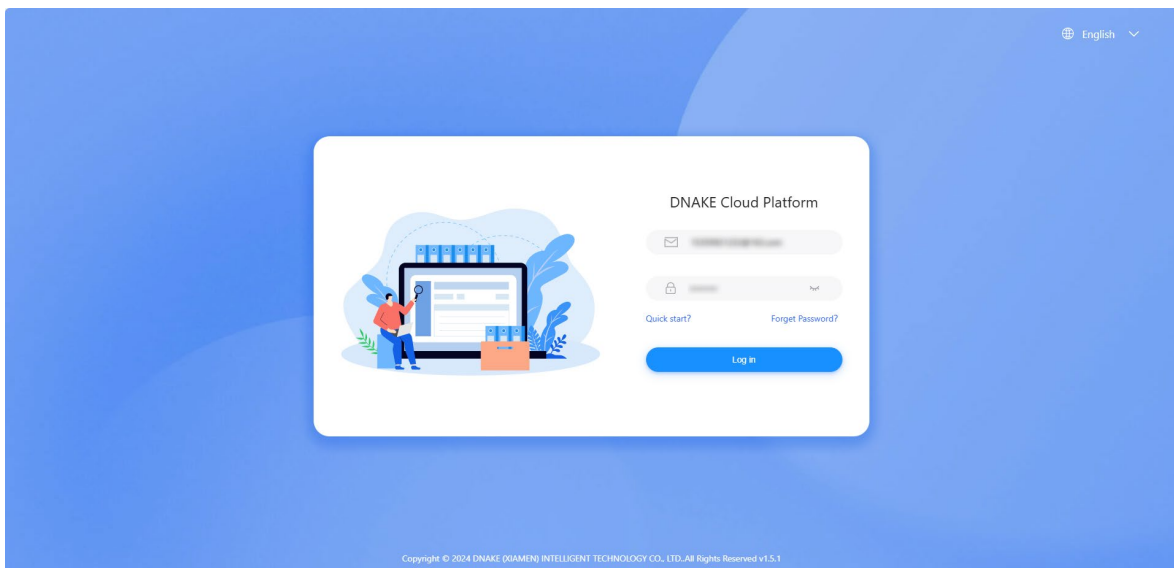 English
DNAKE Cloud Platform
Quick start?
Forget Password?
Log in
Copyright © 2024 DNAKE (XIAMEN) INTELLIGENT TECHNOLOGY CO., LTD..All Rights Reserved v1.5.1